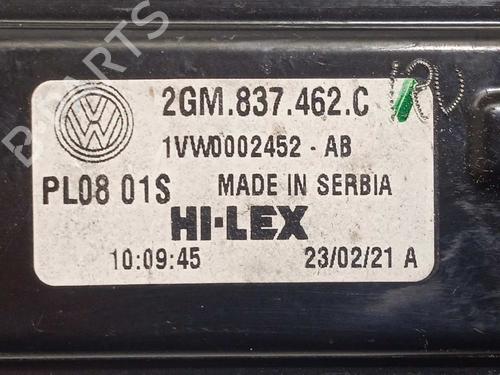 2GM.837.462.C
1VW0002452 - AB
PL08 01S MADE IN SERBIA
HI-LEX
10:09:45 23/02/21 A